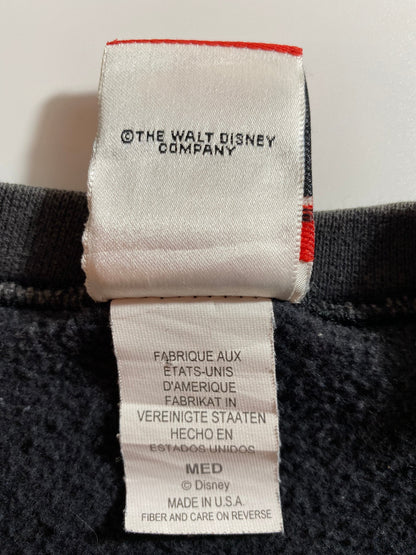 ©THE WALT DISNEY
COMPANY
FABRIQUE AUX
ÉTATS-UNIS
D'AMERIQUE
FABRIKAT IN
VEREINIGTE STAATEN
HECHO EN
ESTADOS UNIDOS
MED
© Disney
MADE IN U.S.A.
FIBER AND CARE ON REVERSE